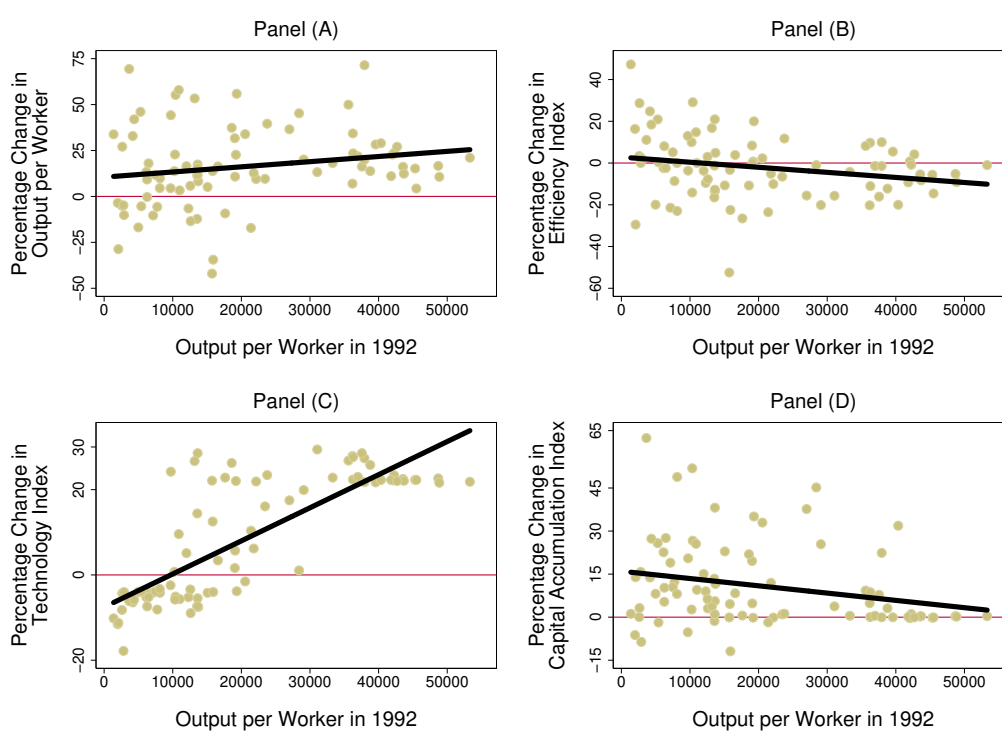 Panel (A)
Percentage Change in
Output per Worker
75
50
25
0
−25
−50
0 10000 20000 30000 40000 50000
Output per Worker in 1992
Panel (B)
Percentage Change in
Efficiency Index
40
20
0
−20
−40
−60
0 10000 20000 30000 40000 50000
Output per Worker in 1992
Panel (C)
Percentage Change in
Technology Index
30
20
0
−20
0 10000 20000 30000 40000 50000
Output per Worker in 1992
Panel (D)
Percentage Change in
Capital Accumulation Index
65
45
30
15
0
−15
0 10000 20000 30000 40000 50000
Output per Worker in 1992